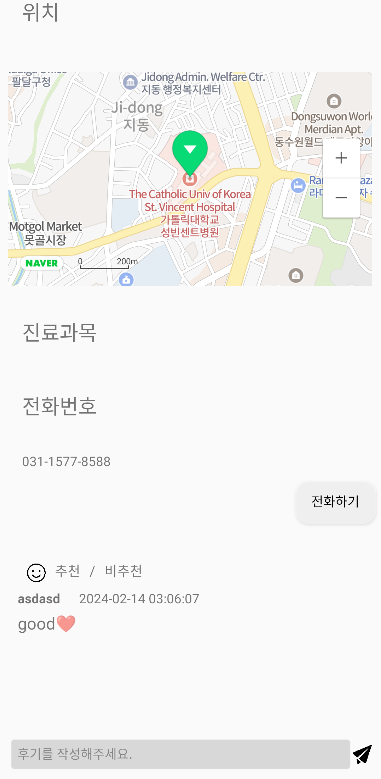 위치
팔달구청
Jidong Admin. Welfare Ctr.
지동 행정복지센터
Ji-dong
지동
Dongsuwon World
Merdian Apt.
동수원월드
The Catholic Univ of Korea
St. Vincent Hospital
가톨릭대학교
성빈센트병원
Motgol Market
못골시장
NAVER
0 200m
+
−
진료과목
전화번호
031-1577-8588
전화하기
추천 / 비추천
asdasd 2024-02-14 03:06:07
good❤️
후기를 작성해주세요.